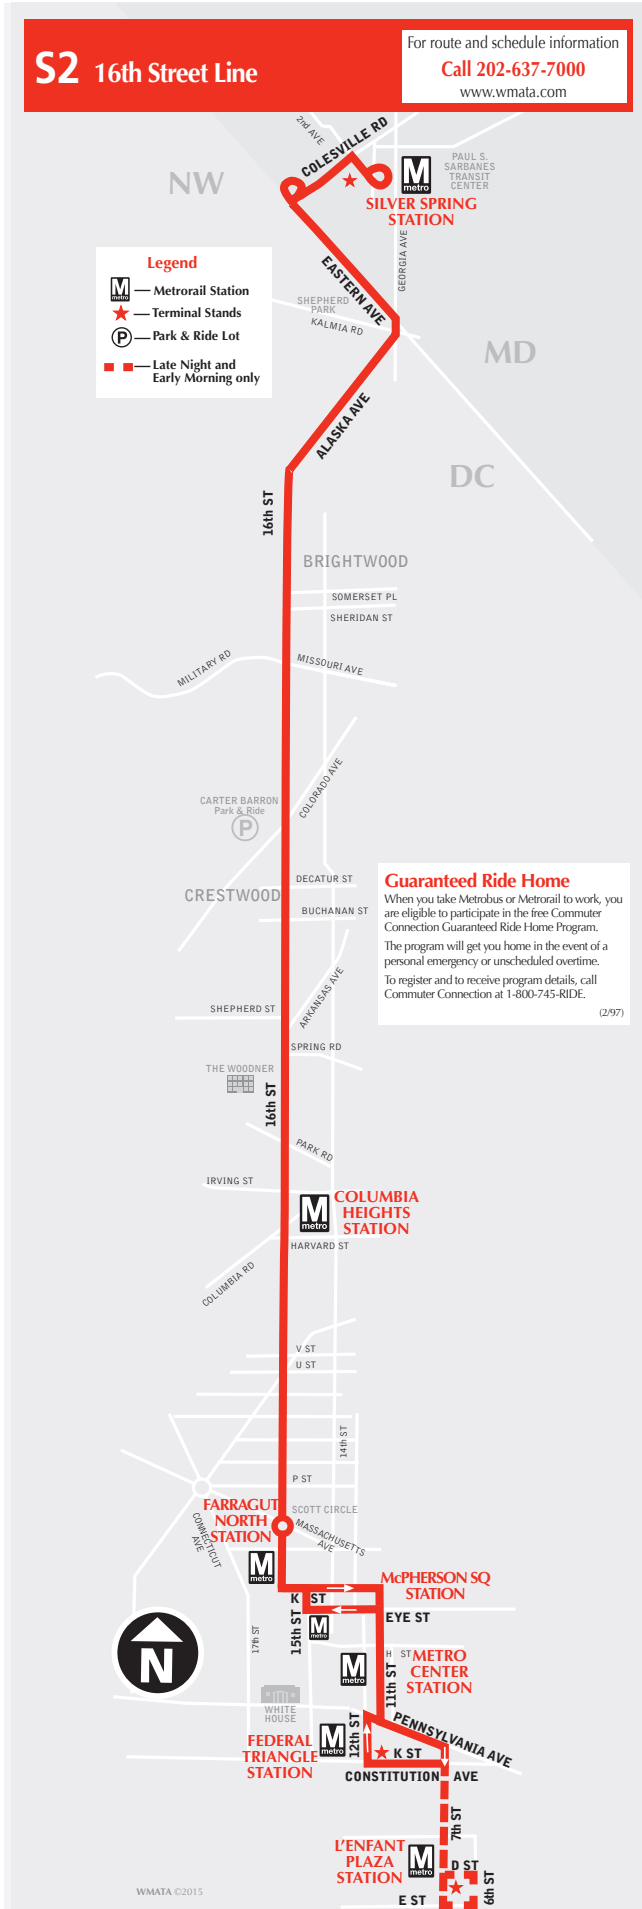 S2 16th Street Line
For route and schedule information
Call 202-637-7000
www.wmata.com
2nd AVE
COLESVILLE RD
NW
M
metro
PAUL S.
SARBANES
TRANSIT
CENTER
SILVER SPRING
STATION
Legend
M
metro
Metrorail Station
Terminal Stands
P
Park & Ride Lot
Late Night and
Early Morning only
EASTERN AVE
GEORGIA AVE
SHEPHERD
PARK
KALMIA RD
MD
ALASKA AVE
DC
16th ST
BRIGHTWOOD
SOMERSET PL
SHERIDAN ST
MILITARY RD
MISSOURI AVE
COLORADO AVE
CARTER BARRON
Park & Ride
P
DECATUR ST
CRESTWOOD
BUCHANAN ST
Guaranteed Ride Home
When you take Metrobus or Metrorail to work, you
are eligible to participate in the free Commuter
Connection Guaranteed Ride Home Program.
The program will get you home in the event of a
personal emergency or unscheduled overtime.
To register and to receive program details, call
Commuter Connection at 1-800-745-RIDE.
(2/97)
ARKANSAS AVE
SHEPHERD ST
SPRING RD
THE WOODNER
16th ST
PARK RD
IRVING ST
M
metro
COLUMBIA
HEIGHTS
STATION
HARVARD ST
COLUMBIA RD
V ST
U ST
14th ST
P ST
FARRAGUT
NORTH
STATION
SCOTT CIRCLE
MASSACHUSETTS
AVE
CONNECTICUT
AVE
M
metro
McPHERSON SQ
STATION
K ST
EYE ST
15th ST
M
metro
17th ST
N
H ST
METRO
CENTER
STATION
M
metro
11th ST
WHITE
HOUSE
PENNSYLVANIA AVE
12th ST
FEDERAL
TRIANGLE
STATION
M
metro
K ST
CONSTITUTION AVE
7th ST
L'ENFANT
PLAZA
STATION
M
metro
D ST
6th ST
E ST
WMATA ©2015